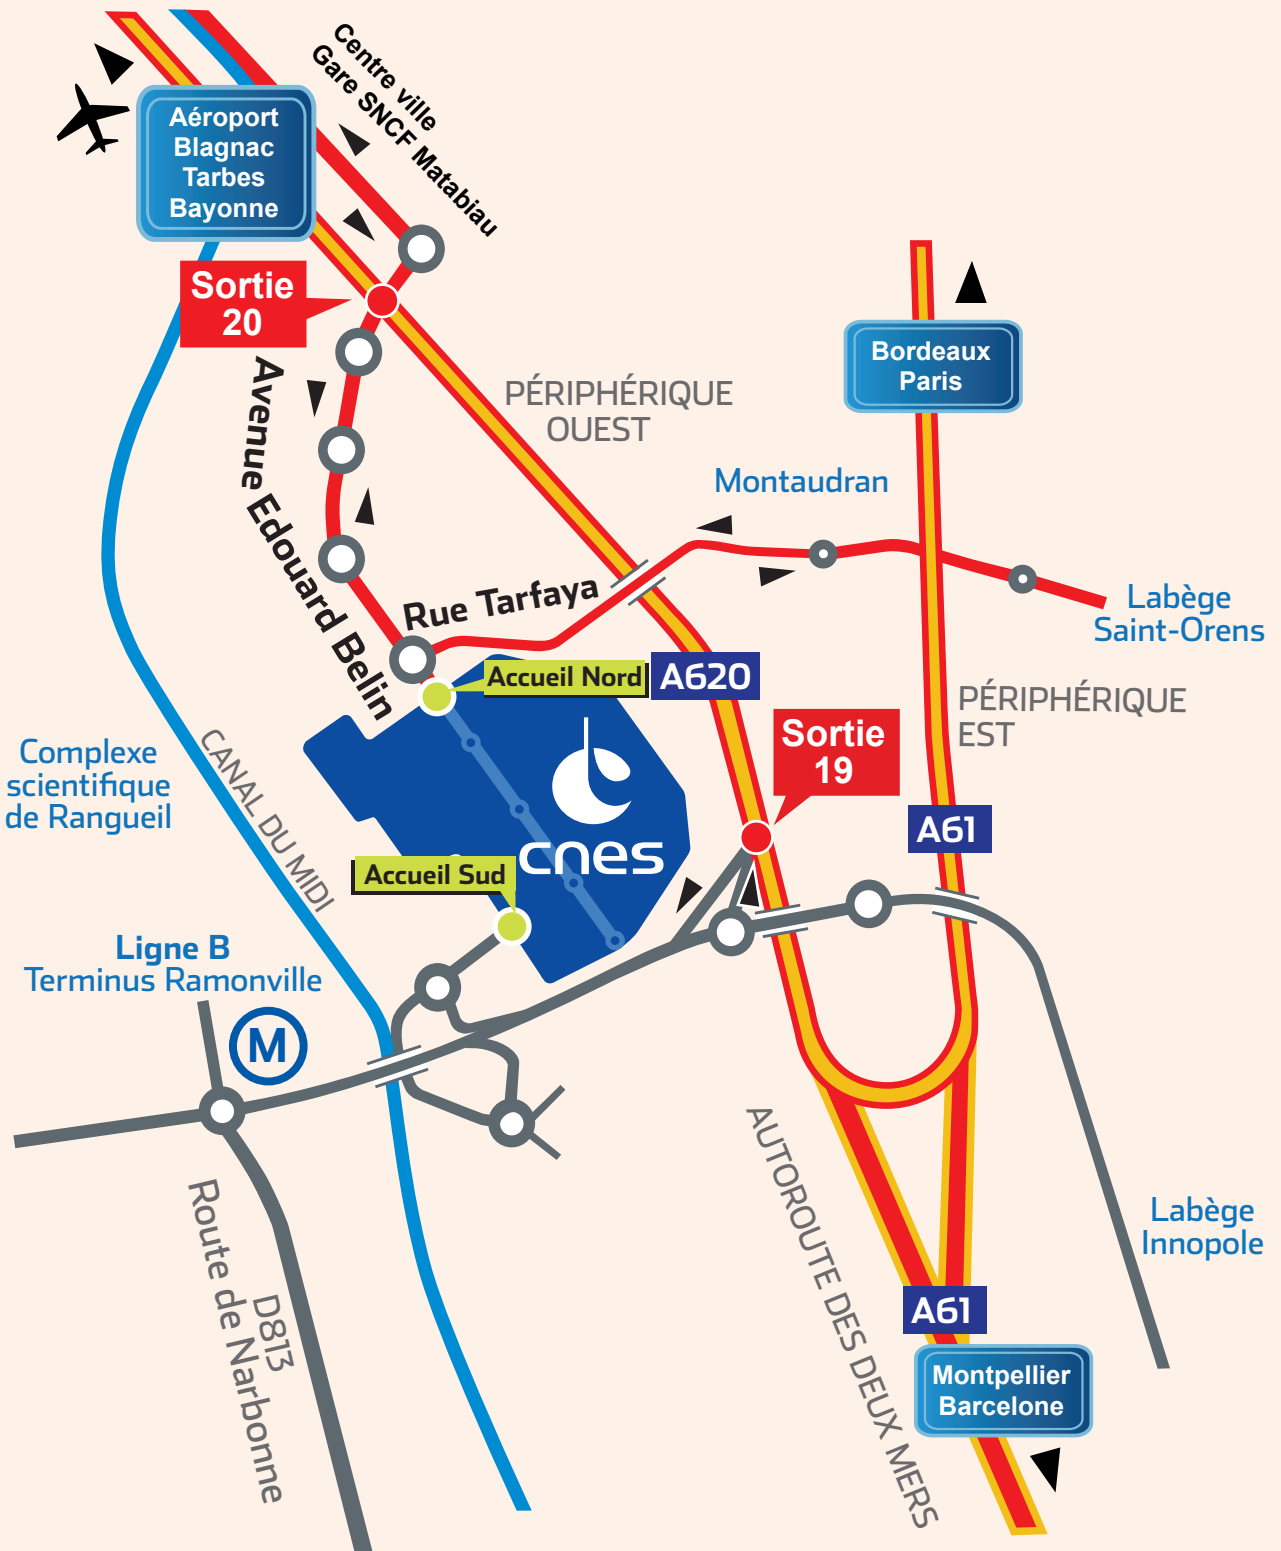 Centre ville
Gare SNCF Matabiau
Aéroport
Blagnac
Tarbes
Bayonne
Sortie
20
Bordeaux
Paris
PÉRIPHÉRIQUE
OUEST
Avenue Edouard Belin
Montaudran
Rue Tarfaya
Labège
Saint-Orens
Accueil Nord
A620
PÉRIPHÉRIQUE
EST
Sortie
19
Complexe
scientifique
de Rangueil
CANAL DU MIDI
A61
cnes
Accueil Sud
Ligne B
Terminus Ramonville
M
AUTOROUTE DES DEUX MERS
Route de Narbonne
D813
Labège
Innopole
A61
Montpellier
Barcelone